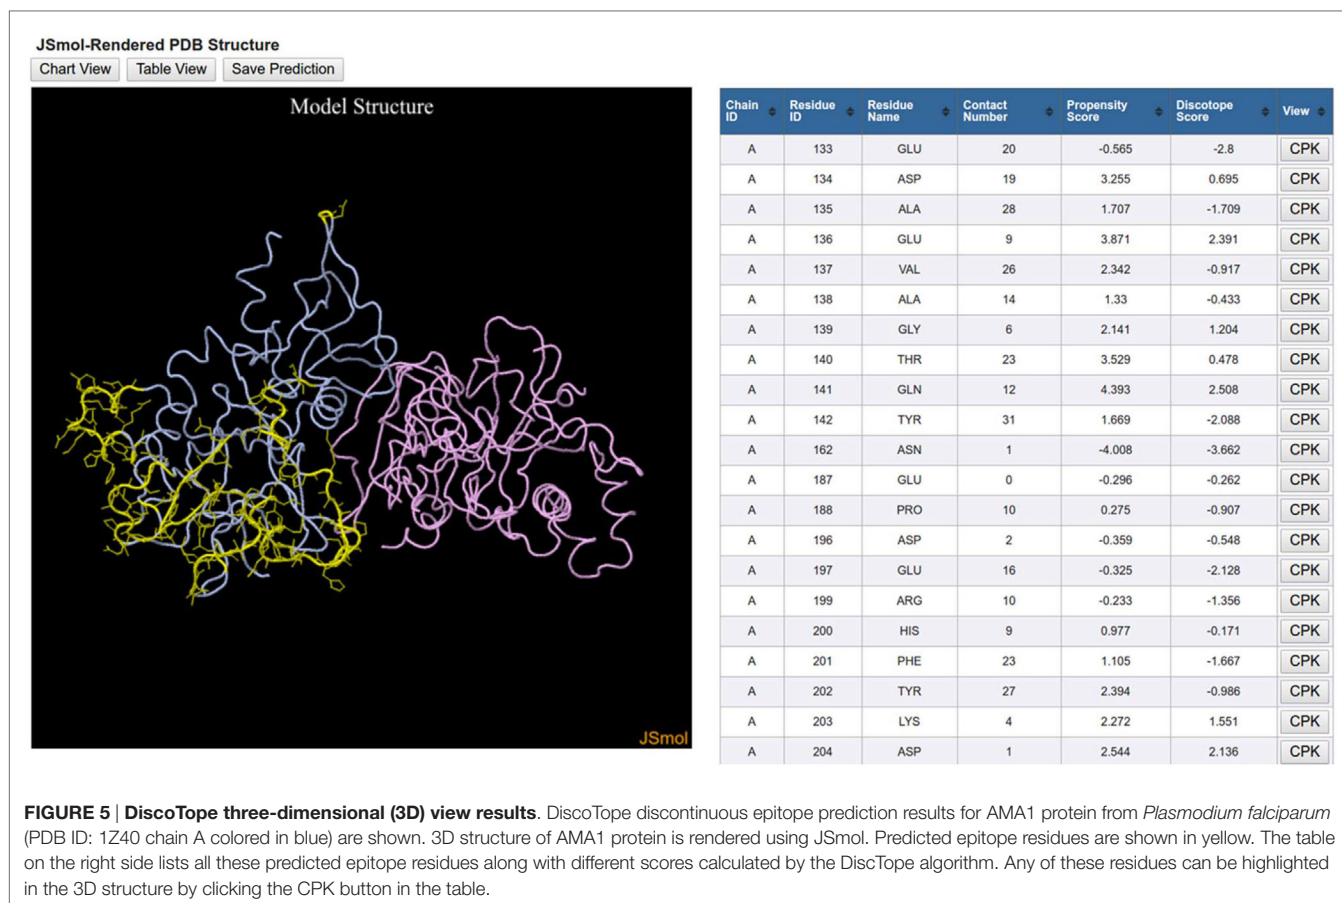 JSmol-Rendered PDB Structure
Chart View Table View Save Prediction
Model Structure
JSmol
Chain ID Residue ID Residue Name Contact Number Propensity Score Discotope Score View
A 133 GLU 20 -0.565 -2.8 CPK
A 134 ASP 19 3.255 0.695 CPK
A 135 ALA 28 1.707 -1.709 CPK
A 136 GLU 9 3.871 2.391 CPK
A 137 VAL 26 2.342 -0.917 CPK
A 138 ALA 14 1.33 -0.433 CPK
A 139 GLY 6 2.141 1.204 CPK
A 140 THR 23 3.529 0.478 CPK
A 141 GLN 12 4.393 2.508 CPK
A 142 TYR 31 1.669 -2.088 CPK
A 162 ASN 1 -4.008 -3.662 CPK
A 187 GLU 0 -0.296 -0.262 CPK
A 188 PRO 10 0.275 -0.907 CPK
A 196 ASP 2 -0.359 -0.548 CPK
A 197 GLU 16 -0.325 -2.128 CPK
A 199 ARG 10 -0.233 -1.356 CPK
A 200 HIS 9 0.977 -0.171 CPK
A 201 PHE 23 1.105 -1.667 CPK
A 202 TYR 27 2.394 -0.986 CPK
A 203 LYS 4 2.272 1.551 CPK
A 204 ASP 1 2.544 2.136 CPK
FIGURE 5 | DiscoTope three-dimensional (3D) view results. DiscoTope discontinuous epitope prediction results for AMA1 protein from Plasmodium falciparum
(PDB ID: 1Z40 chain A colored in blue) are shown. 3D structure of AMA1 protein is rendered using JSmol. Predicted epitope residues are shown in yellow. The table
on the right side lists all these predicted epitope residues along with different scores calculated by the DiscTope algorithm. Any of these residues can be highlighted
in the 3D structure by clicking the CPK button in the table.